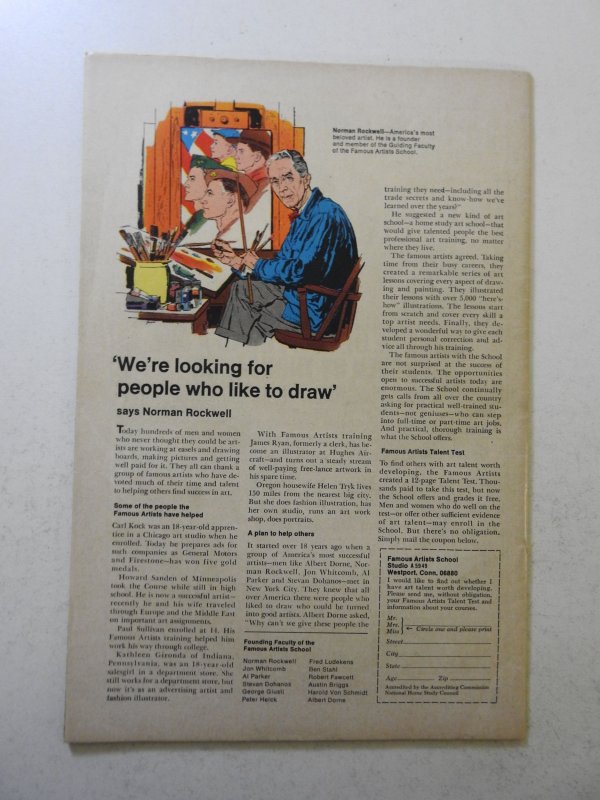 Norman Rockwell—America's most
beloved artist. He is a founder
and member of the Guiding Faculty
of the Famous Artists School.
'We're looking for
people who like to draw'
says Norman Rockwell
Today hundreds of men and women
who never thought they could be art-
ists are working at easels and drawing
boards, making pictures and getting
well paid for it. They all can thank a
group of famous artists who have de-
voted much of their time and talent
to helping others find success in art.
Some of the people the
Famous Artists have helped
Carl Kock was an 18-year-old appren-
tice in a Chicago art studio when he
enrolled. Today he prepares ads for
such companies as General Motors
and Firestone—has won five gold
medals.
Howard Sanden of Minneapolis
took the Course while still in high
school. He is now a successful artist—
recently he and his wife traveled
through Europe and the Middle East
on important art assignments.
Paul Sullivan enrolled at 14. His
Famous Artists training helped him
work his way through college.
Kathleen Gironda of Indiana,
Pennsylvania, was an 18-year-old
salesgirl in a department store. She
still works for a department store, but
now it's as an advertising artist and
fashion illustrator.
With Famous Artists training
James Ryan, formerly a clerk, has be-
come an illustrator at Hughes Air-
craft—and turns out a steady stream
of well-paying free-lance artwork in
his spare time.
Oregon housewife Helen Tryk lives
150 miles from the nearest big city.
But she does fashion illustration, has
her own studio, runs an art work
shop, does portraits.
A plan to help others
It started over 18 years ago when a
group of America's most successful
artists—men like Albert Dorne, Nor-
man Rockwell, Jon Whitcomb, Al
Parker and Stevan Dohanos—met in
New York City. They knew that all
over America there were people who
liked to draw who could be turned
into good artists. Albert Dorne asked,
"Why can't we give these people the
Founding Faculty of the
Famous Artists School
Norman Rockwell
Jon Whitcomb
Al Parker
Stevan Dohanos
George Giusti
Peter Helck
Fred Ludekens
Ben Stahl
Robert Fawcett
Austin Briggs
Harold Von Schmidt
Albert Dorne
training they need—including all the
trade secrets and know-how we've
learned over the years?"
He suggested a new kind of art
school—a home study art school—that
would give talented people the best
professional art training, no matter
where they live.
The famous artists agreed. Taking
time from their busy careers, they
created a remarkable series of art
lessons covering every aspect of draw-
ing and painting. They illustrated
their lessons with over 5,000 "here's-
how" illustrations. The lessons start
from scratch and cover every skill a
top artist needs. Finally, they de-
veloped a wonderful way to give each
student personal correction and ad-
vice all through his training.
The famous artists with the School
are not surprised at the success of
their students. The opportunities
open to successful artists today are
enormous. The School continually
gets calls from all over the country
asking for practical well-trained stu-
dents—not geniuses—who can step
into full-time or part-time art jobs.
And practical, thorough training is
what the School offers.
Famous Artists Talent Test
To find others with art talent worth
developing, the Famous Artists
created a 12-page Talent Test. Thou-
sands paid to take this test, but now
the School offers and grades it free.
Men and women who do well on the
test—or offer other sufficient evidence
of art talent—may enroll in the
School. But there's no obligation.
Simply mail the coupon below.
Famous Artists School
Studio A5949
Westport, Conn. 06880
I would like to find out whether I
have art talent worth developing.
Please send me, without obligation,
your Famous Artists Talent Test and
information about your courses.
Mr.
Mrs. ← Circle one and please print
Miss
Street
City
State
Age Zip
Accredited by the Accrediting Commission
National Home Study Council